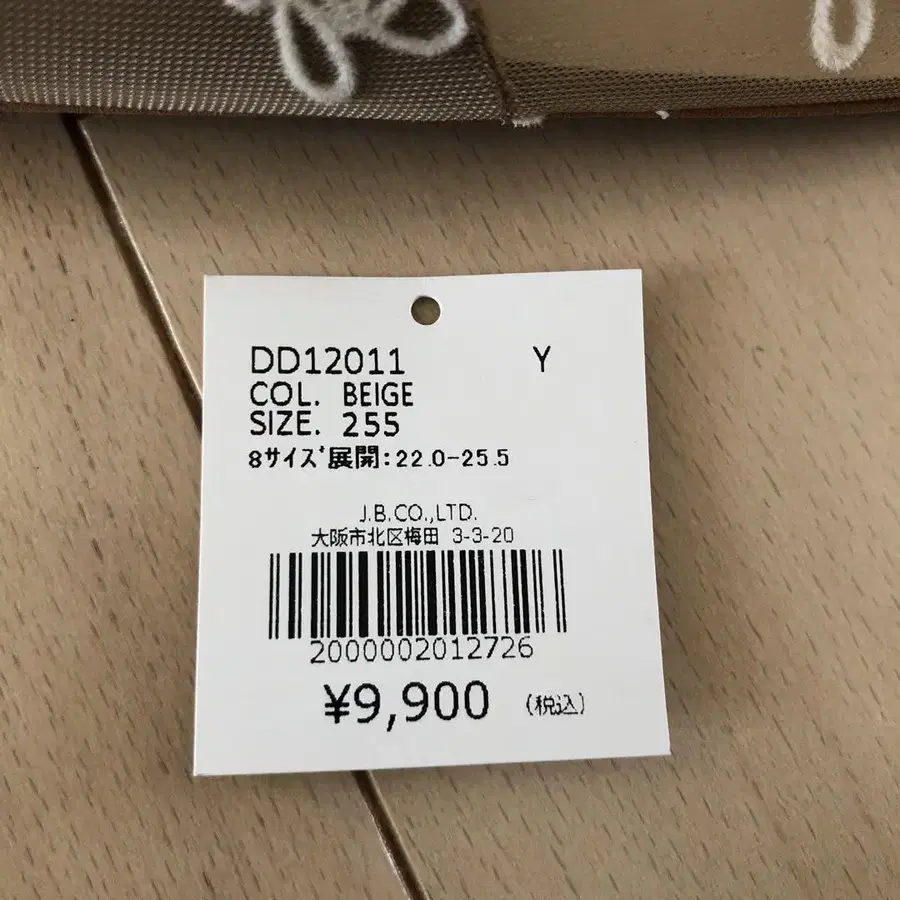 DD12011 Y
COL. BEIGE
SIZE. 255
8ｻｲｽﾞ展開:22.0-25.5
J.B.CO.,LTD.
大阪市北区梅田 3-3-20
2000002012726
¥9,900 (税込)